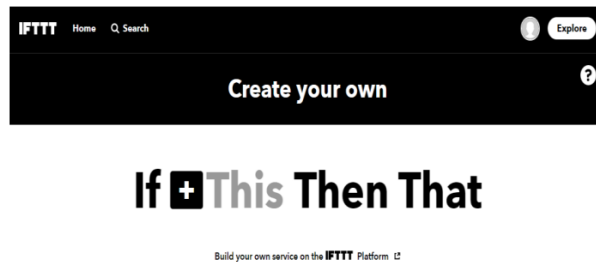 IFTTT Home Search Explore
Create your own ?
If +This Then That
Build your own service on the IFTTT Platform